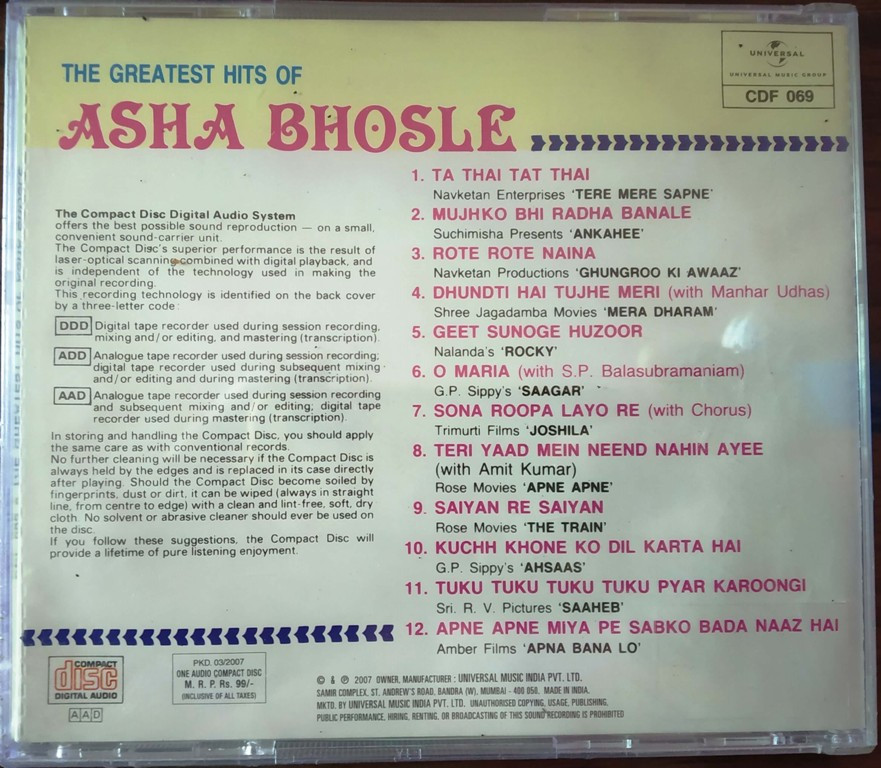 THE GREATEST HITS OF
ASHA BHOSLE
UNIVERSAL
UNIVERSAL MUSIC GROUP
CDF 069
The Compact Disc Digital Audio System
offers the best possible sound reproduction — on a small,
convenient sound-carrier unit.
The Compact Disc's superior performance is the result of
laser-optical scanning combined with digital playback, and
is independent of the technology used in making the
original recording.
This recording technology is identified on the back cover
by a three-letter code:
DDD Digital tape recorder used during session recording,
mixing and/or editing, and mastering (transcription).
ADD Analogue tape recorder used during session recording;
digital tape recorder used during subsequent mixing
and/or editing and during mastering (transcription).
AAD Analogue tape recorder used during session recording
and subsequent mixing and/or editing; digital tape
recorder used during mastering (transcription).
In storing and handling the Compact Disc, you should apply
the same care as with conventional records.
No further cleaning will be necessary if the Compact Disc is
always held by the edges and is replaced in its case directly
after playing. Should the Compact Disc become soiled by
fingerprints, dust or dirt, it can be wiped (always in straight
line, from centre to edge) with a clean and lint-free, soft, dry
cloth. No solvent or abrasive cleaner should ever be used on
the disc.
If you follow these suggestions, the Compact Disc will
provide a lifetime of pure listening enjoyment.
1. TA THAI TAT THAI
Navketan Enterprises 'TERE MERE SAPNE'
2. MUJHKO BHI RADHA BANALE
Suchimisha Presents 'ANKAHEE'
3. ROTE ROTE NAINA
Navketan Productions 'GHUNGROO KI AWAAZ'
4. DHUNDTI HAI TUJHE MERI (with Manhar Udhas)
Shree Jagadamba Movies 'MERA DHARAM'
5. GEET SUNOGE HUZOOR
Nalanda's 'ROCKY'
6. O MARIA (with S.P. Balasubramaniam)
G.P. Sippy's 'SAAGAR'
7. SONA ROOPA LAYO RE (with Chorus)
Trimurti Films 'JOSHILA'
8. TERI YAAD MEIN NEEND NAHIN AYEE
(with Amit Kumar)
Rose Movies 'APNE APNE'
9. SAIYAN RE SAIYAN
Rose Movies 'THE TRAIN'
10. KUCHH KHONE KO DIL KARTA HAI
G.P. Sippy's 'AHSAAS'
11. TUKU TUKU TUKU TUKU PYAR KAROONGI
Sri. R. V. Pictures 'SAAHEB'
12. APNE APNE MIYA PE SABKO BADA NAAZ HAI
Amber Films 'APNA BANA LO'
COMPACT
disc
DIGITAL AUDIO
AAD
PKD. 03/2007
ONE AUDIO COMPACT DISC
M. R. P. Rs. 99/-
(INCLUSIVE OF ALL TAXES)
© & ℗ 2007 OWNER, MANUFACTURER : UNIVERSAL MUSIC INDIA PVT. LTD.
SAMIR COMPLEX, ST. ANDREW'S ROAD, BANDRA (W), MUMBAI - 400 050. MADE IN INDIA.
MKTD. BY UNIVERSAL MUSIC INDIA PVT. LTD. UNAUTHORISED COPYING, USAGE, PUBLISHING,
PUBLIC PERFORMANCE, HIRING, RENTING, OR BROADCASTING OF THIS SOUND RECORDING IS PROHIBITED